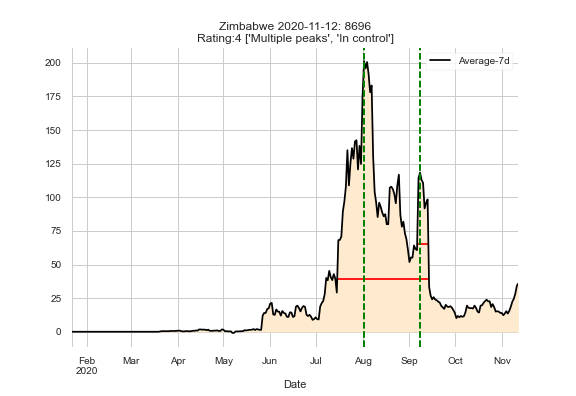 Zimbabwe 2020-11-12: 8696
Rating:4 ['Multiple peaks', 'In control']
Average-7d
200
175
150
125
100
75
50
25
0
Feb Mar Apr May Jun Jul Aug Sep Oct Nov
2020
Date